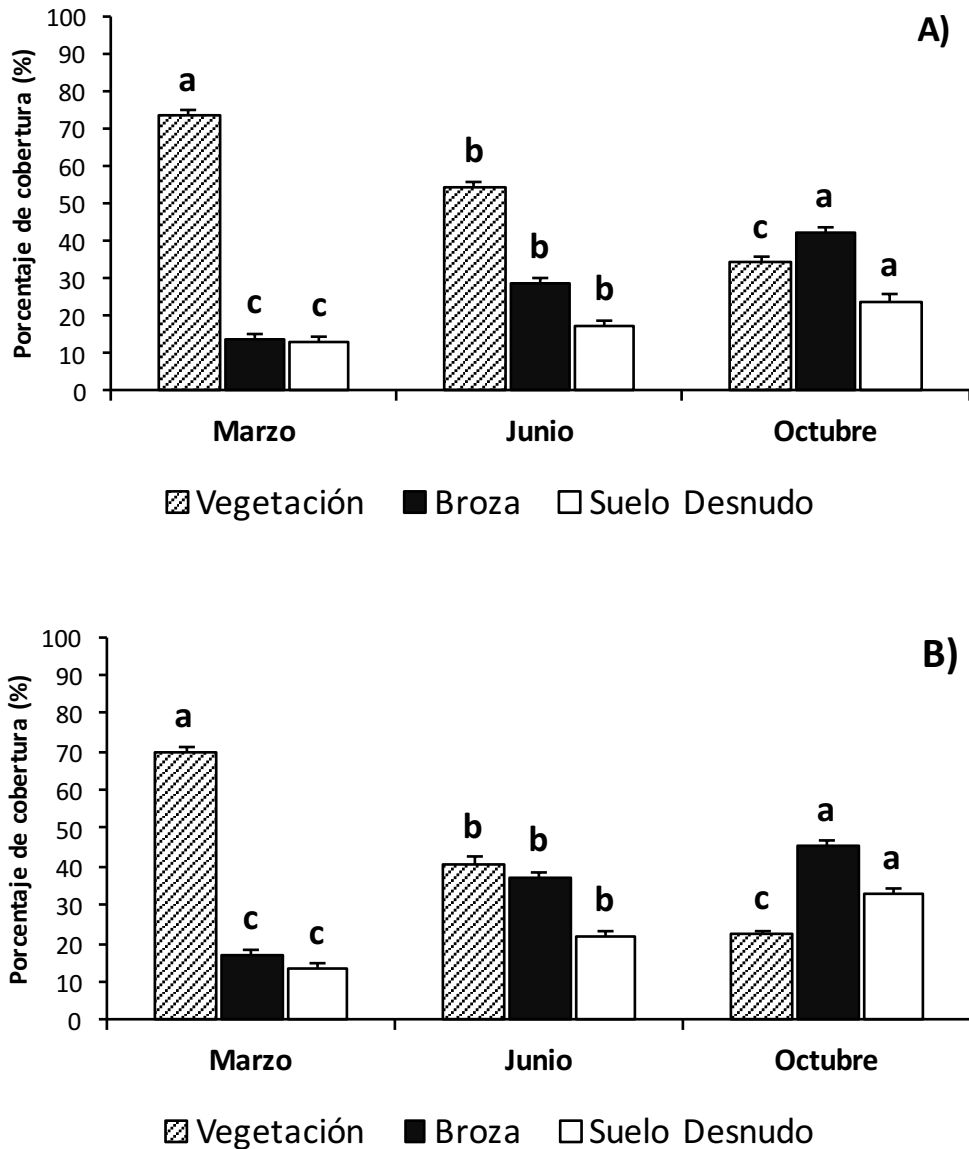 A)
Porcentaje de cobertura (%)
100
90
80
70
60
50
40
30
20
10
0
a
c
c
b
b
b
c
a
a
Marzo
Junio
Octubre
Vegetación Broza Suelo Desnudo
B)
Porcentaje de cobertura (%)
100
90
80
70
60
50
40
30
20
10
0
a
c
c
b
b
b
c
a
a
Marzo
Junio
Octubre
Vegetación Broza Suelo Desnudo